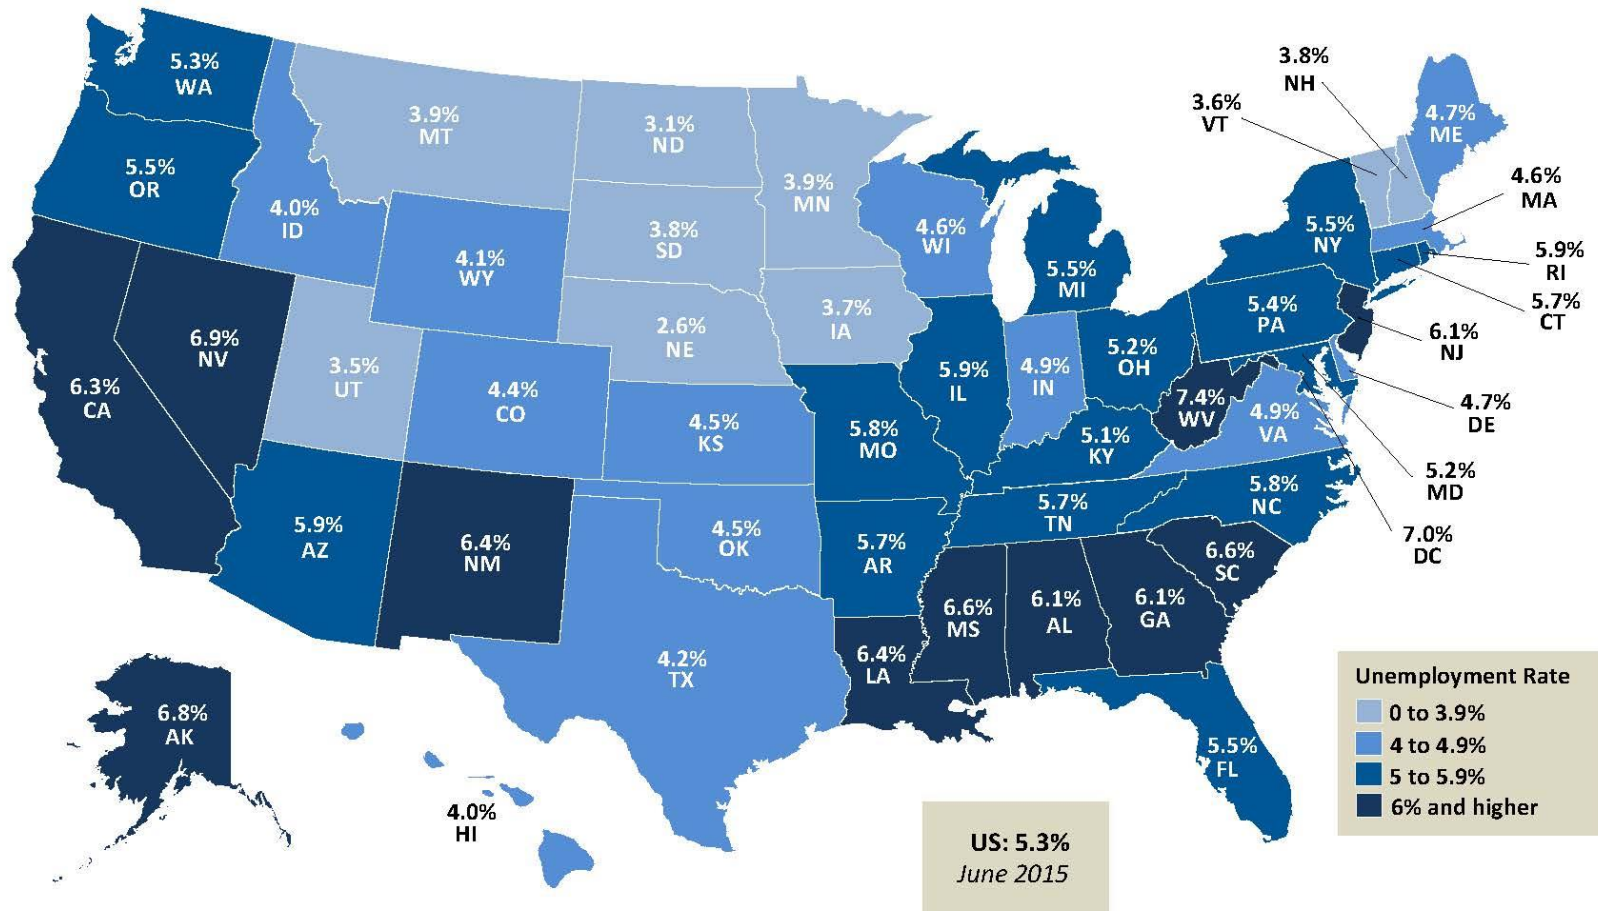 5.3%
WA
5.5%
OR
6.3%
CA
6.9%
NV
4.0%
ID
3.9%
MT
4.1%
WY
3.5%
UT
4.4%
CO
5.9%
AZ
6.4%
NM
3.1%
ND
3.8%
SD
2.6%
NE
4.5%
KS
4.5%
OK
4.2%
TX
3.9%
MN
3.7%
IA
5.8%
MO
5.7%
AR
6.4%
LA
4.6%
WI
5.9%
IL
5.5%
MI
4.9%
IN
5.2%
OH
5.1%
KY
5.7%
TN
6.6%
MS
6.1%
AL
6.1%
GA
5.5%
FL
6.6%
SC
5.8%
NC
4.9%
VA
7.4%
WV
5.4%
PA
5.5%
NY
3.6%
VT
3.8%
NH
4.7%
ME
4.6%
MA
5.9%
RI
5.7%
CT
6.1%
NJ
4.7%
DE
5.2%
MD
7.0%
DC
6.8%
AK
4.0%
HI
US: 5.3%
June 2015
Unemployment Rate
0 to 3.9%
4 to 4.9%
5 to 5.9%
6% and higher